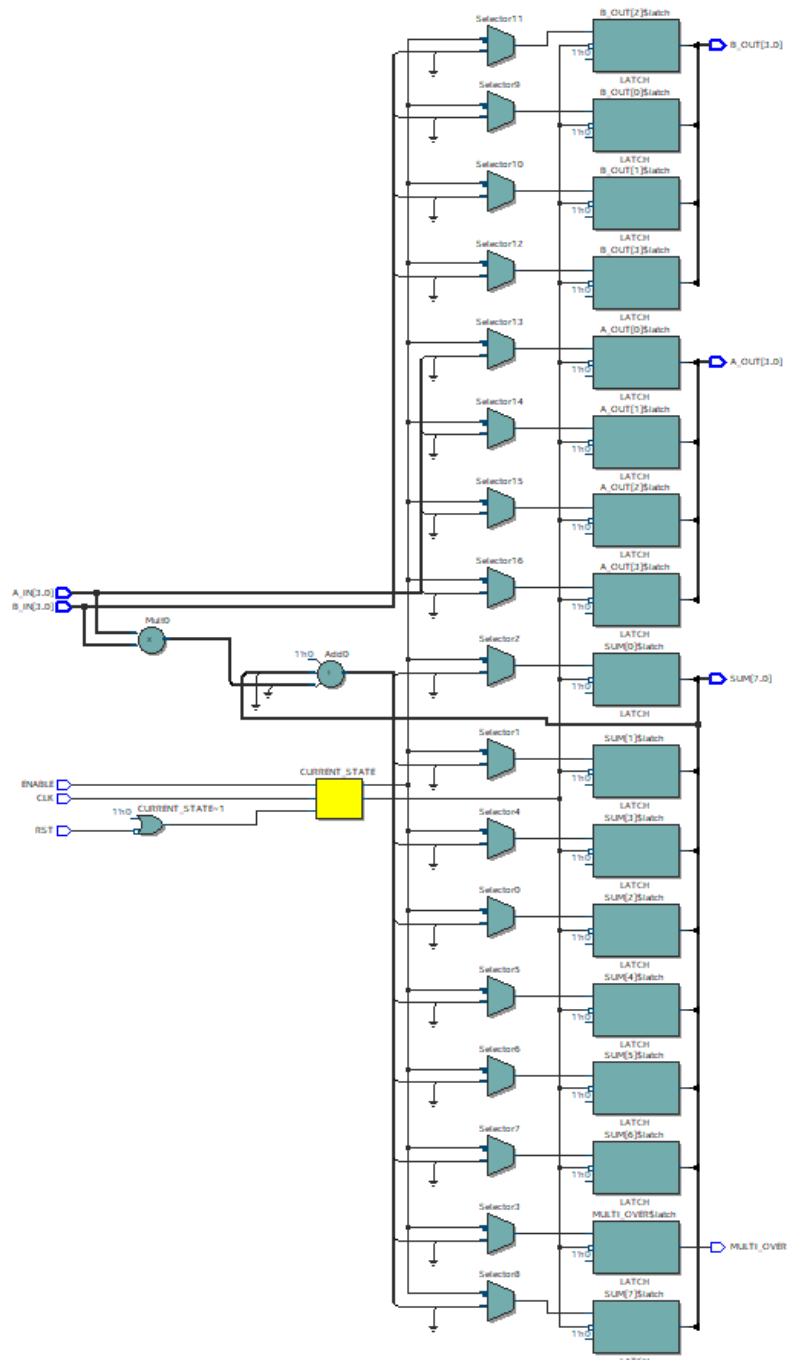 Selector11
B_OUT[2]$latch
1'h0
LATCH
B_OUT[3..0]
Selector9
B_OUT[0]$latch
1'h0
LATCH
Selector10
B_OUT[1]$latch
1'h0
LATCH
Selector12
B_OUT[3]$latch
1'h0
LATCH
Selector13
A_OUT[0]$latch
1'h0
LATCH
A_OUT[3..0]
Selector14
A_OUT[1]$latch
1'h0
LATCH
Selector15
A_OUT[2]$latch
1'h0
LATCH
Selector16
A_OUT[3]$latch
1'h0
LATCH
A_IN[3..0]
B_IN[3..0]
Mult0
×
1'h0
Add0
+
Selector2
SUM[0]$latch
1'h0
LATCH
SUM[7..0]
Selector1
SUM[1]$latch
1'h0
LATCH
ENABLE
CLK
RST
1'h0
CURRENT_STATE~1
CURRENT_STATE
Selector4
SUM[3]$latch
1'h0
LATCH
Selector0
SUM[2]$latch
1'h0
LATCH
Selector5
SUM[4]$latch
1'h0
LATCH
Selector6
SUM[5]$latch
1'h0
LATCH
Selector7
SUM[6]$latch
1'h0
LATCH
Selector3
MULTI_OVER$latch
1'h0
LATCH
MULTI_OVER
Selector8
SUM[7]$latch
1'h0
LATCH